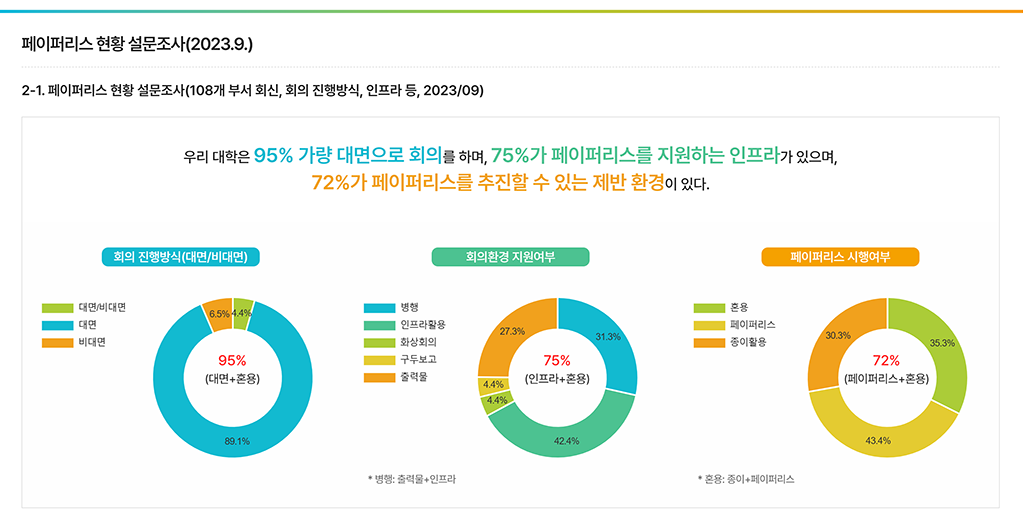 페이퍼리스 현황 설문조사(2023.9.)
2-1. 페이퍼리스 현황 설문조사(108개 부서 회신, 회의 진행방식, 인프라 등, 2023/09)
우리 대학은 95% 가량 대면으로 회의를 하며, 75%가 페이퍼리스를 지원하는 인프라가 있으며,
72%가 페이퍼리스를 추진할 수 있는 제반 환경이 있다.
회의 진행방식(대면/비대면)
대면/비대면
대면
비대면
6.5%
4.4%
95%
(대면+혼용)
89.1%
회의환경 지원여부
병행
인프라활용
화상회의
구두보고
출력물
27.3%
31.3%
75%
(인프라+혼용)
4.4%
4.4%
42.4%
* 병행: 출력물+인프라
페이퍼리스 시행여부
혼용
페이퍼리스
종이활용
30.3%
35.3%
72%
(페이퍼리스+혼용)
43.4%
* 혼용: 종이+페이퍼리스